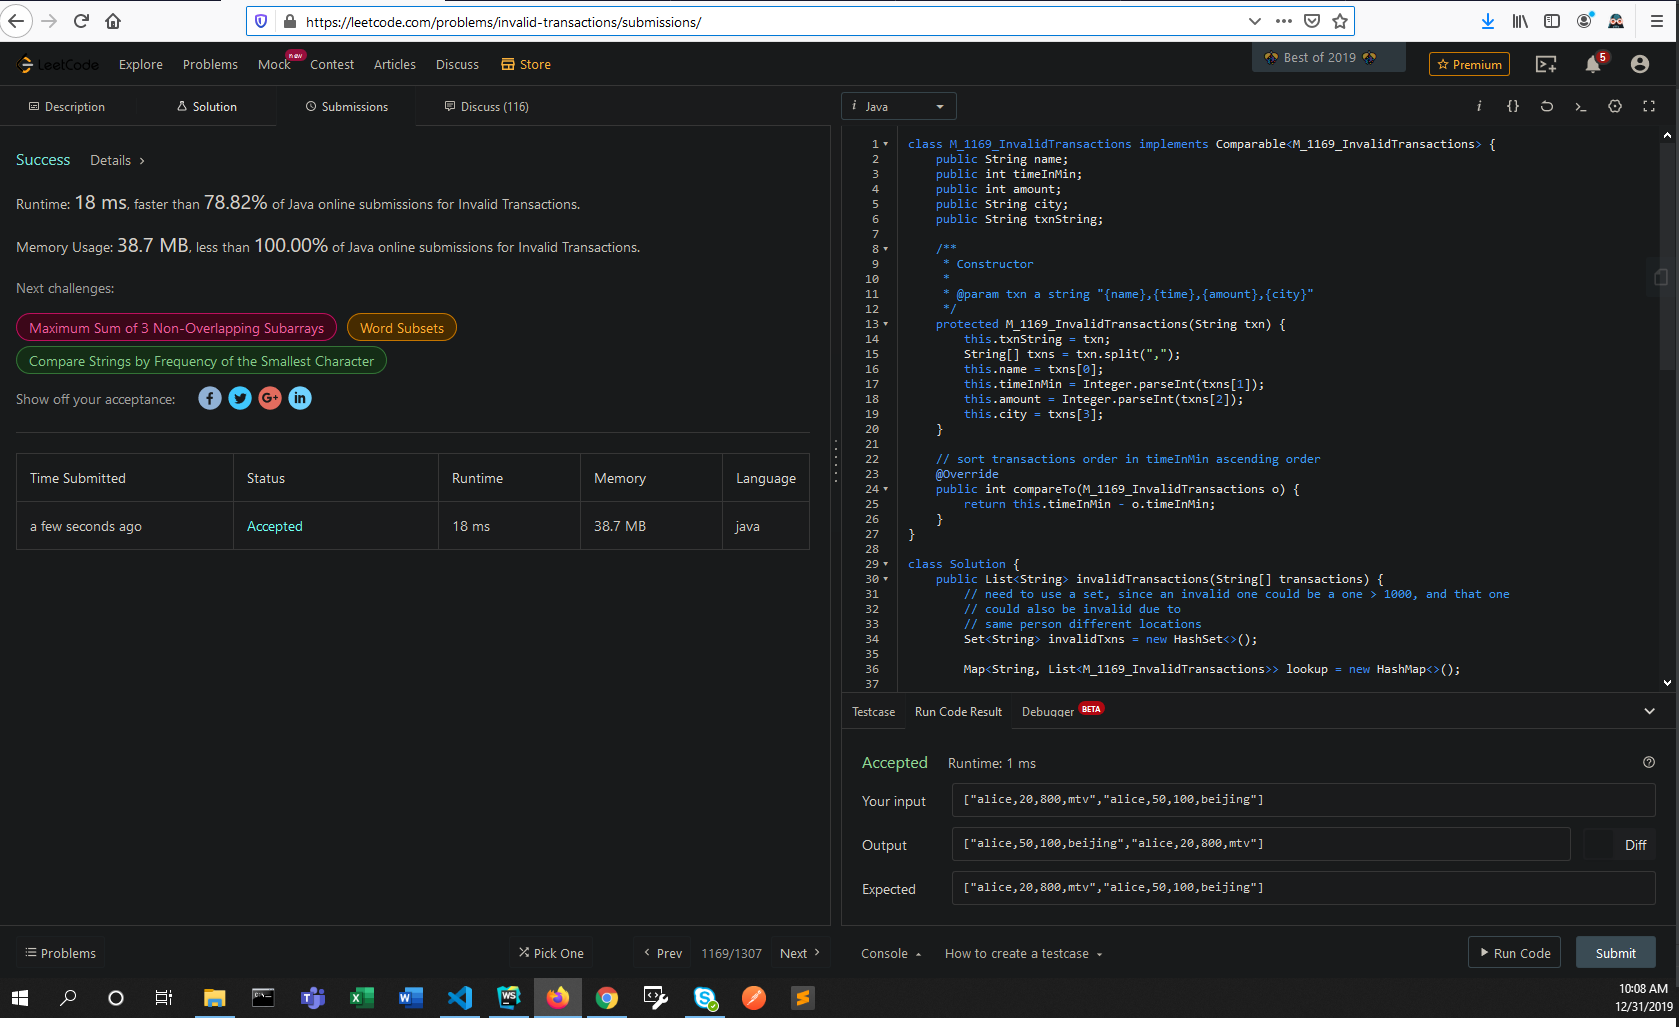 https://leetcode.com/problems/invalid-transactions/submissions/
LeetCode
Explore
Problems
Mock
new
Contest
Articles
Discuss
Store
Best of 2019
Premium
5
Description
Solution
Submissions
Discuss (116)
i Java
i
{}
Success
Details >
Runtime: 18 ms, faster than 78.82% of Java online submissions for Invalid Transactions.
Memory Usage: 38.7 MB, less than 100.00% of Java online submissions for Invalid Transactions.
Next challenges:
Maximum Sum of 3 Non-Overlapping Subarrays
Word Subsets
Compare Strings by Frequency of the Smallest Character
Show off your acceptance:
f
G+
in
Time Submitted Status Runtime Memory Language
a few seconds ago Accepted 18 ms 38.7 MB java
1 class M_1169_InvalidTransactions implements Comparable<M_1169_InvalidTransactions> {
2 public String name;
3 public int timeInMin;
4 public int amount;
5 public String city;
6 public String txnString;
7
8 /**
9 * Constructor
10 *
11 * @param txn a string "{name},{time},{amount},{city}"
12 */
13 protected M_1169_InvalidTransactions(String txn) {
14 this.txnString = txn;
15 String[] txns = txn.split(",");
16 this.name = txns[0];
17 this.timeInMin = Integer.parseInt(txns[1]);
18 this.amount = Integer.parseInt(txns[2]);
19 this.city = txns[3];
20 }
21
22 // sort transactions order in timeInMin ascending order
23 @Override
24 public int compareTo(M_1169_InvalidTransactions o) {
25 return this.timeInMin - o.timeInMin;
26 }
27 }
28
29 class Solution {
30 public List<String> invalidTransactions(String[] transactions) {
31 // need to use a set, since an invalid one could be a one > 1000, and that one
32 // could also be invalid due to
33 // same person different locations
34 Set<String> invalidTxns = new HashSet<>();
35
36 Map<String, List<M_1169_InvalidTransactions>> lookup = new HashMap<>();
37
Testcase
Run Code Result
Debugger
BETA
Accepted
Runtime: 1 ms
Your input
["alice,20,800,mtv","alice,50,100,beijing"]
Output
["alice,50,100,beijing","alice,20,800,mtv"]
Diff
Expected
["alice,20,800,mtv","alice,50,100,beijing"]
Problems
Pick One
< Prev
1169/1307
Next >
Console
How to create a testcase
Run Code
Submit
WS
10:08 AM
12/31/2019